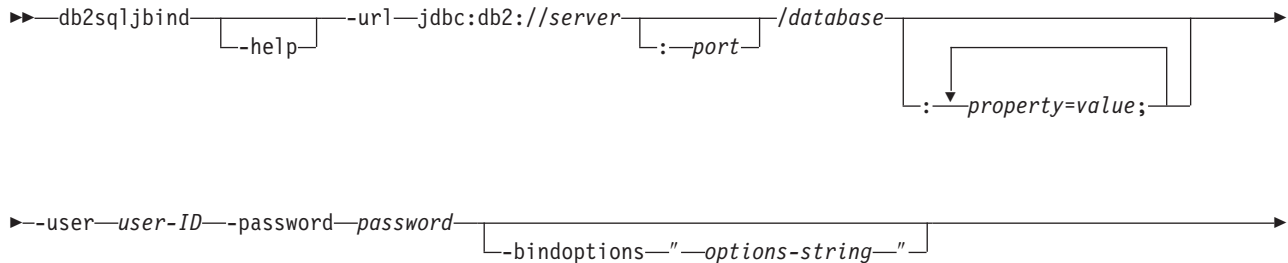 db2sqljbind -url jdbc:db2://server /database
-help : port
: property=value;
-user user-ID -password password
-bindoptions " options-string "